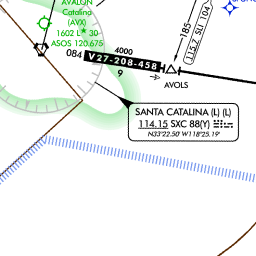 AVALON
Catalina
(AVX)
1602 L* 30
ASOS 120.675
084
V27-208-458
4000
9
185
115.7 SLI 104
AVOLS
SANTA CATALINA (L) (L)
114.15 SXC 88(Y)
N33°22.50' W118°25.19'